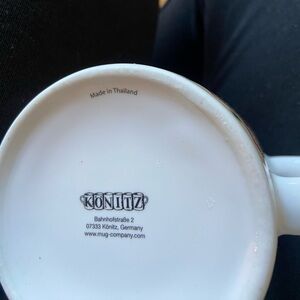 Made in Thailand
KÖNITZ
Bahnhofstraße 2
07333 Könitz, Germany
www.mug-company.com